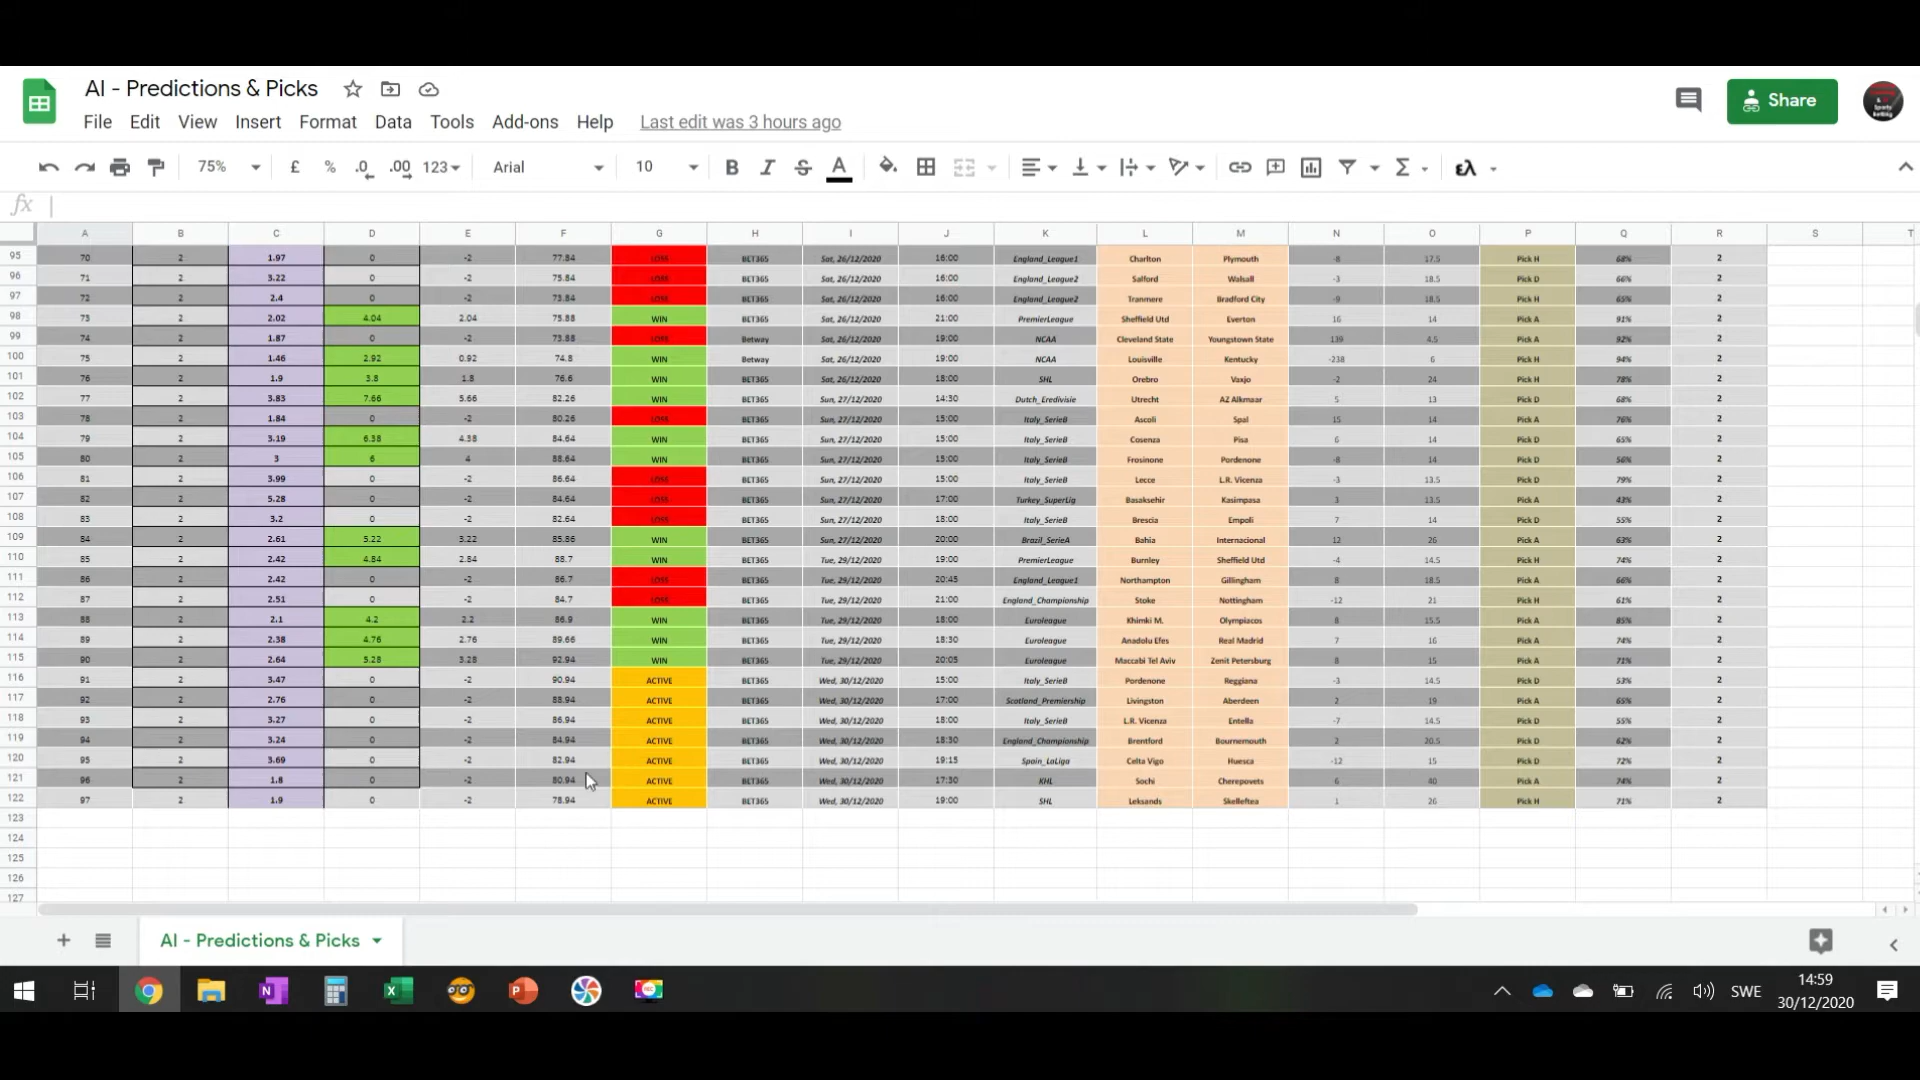 AI - Predictions & Picks
Share
File Edit View Insert Format Data Tools Add-ons Help Last edit was 3 hours ago
75% £ % .0 .00 123 Arial 10 B I S A Σ
fx
A B C D E F G H I J K L M N O P Q R S T
95 70 2 1.97 0 -2 77.84 LOSS BET365 Sat, 26/12/2020 16:00 England_League1 Charlton Plymouth -8 17.5 Pick H 68% 2
96 71 2 3.22 0 -2 75.84 LOSS BET365 Sat, 26/12/2020 16:00 England_League2 Salford Walsall -3 18.5 Pick D 66% 2
97 72 2 2.4 0 -2 73.84 LOSS BET365 Sat, 26/12/2020 16:00 England_League2 Tranmere Bradford City -9 18.5 Pick H 65% 2
98 73 2 2.02 4.04 2.04 75.88 WIN BET365 Sat, 26/12/2020 21:00 PremierLeague Sheffield Utd Everton 16 14 Pick A 91% 2
99 74 2 1.87 0 -2 73.88 LOSS Betway Sat, 26/12/2020 19:00 NCAA Cleveland State Youngstown State 139 4.5 Pick A 92% 2
100 75 2 1.46 2.92 0.92 74.8 WIN Betway Sat, 26/12/2020 19:00 NCAA Louisville Kentucky -238 6 Pick H 94% 2
101 76 2 1.9 3.8 1.8 76.6 WIN BET365 Sat, 26/12/2020 18:00 SHL Orebro Vaxjo -2 24 Pick H 78% 2
102 77 2 3.83 7.66 5.66 82.26 WIN BET365 Sun, 27/12/2020 14:30 Dutch_Eredivisie Utrecht AZ Alkmaar 5 13 Pick D 68% 2
103 78 2 1.84 0 -2 80.26 LOSS BET365 Sun, 27/12/2020 15:00 Italy_SerieB Ascoli Spal 15 14 Pick A 76% 2
104 79 2 3.19 6.38 4.38 84.64 WIN BET365 Sun, 27/12/2020 15:00 Italy_SerieB Cosenza Pisa 6 14 Pick D 65% 2
105 80 2 3 6 4 88.64 WIN BET365 Sun, 27/12/2020 15:00 Italy_SerieB Frosinone Pordenone -8 14 Pick D 56% 2
106 81 2 3.99 0 -2 86.64 LOSS BET365 Sun, 27/12/2020 15:00 Italy_SerieB Lecce L.R. Vicenza -3 13.5 Pick D 79% 2
107 82 2 5.28 0 -2 84.64 LOSS BET365 Sun, 27/12/2020 17:00 Turkey_SuperLig Basaksehir Kasimpasa 3 13.5 Pick A 43% 2
108 83 2 3.2 0 -2 82.64 LOSS BET365 Sun, 27/12/2020 18:00 Italy_SerieB Brescia Empoli 7 14 Pick D 55% 2
109 84 2 2.61 5.22 3.22 85.86 WIN BET365 Sun, 27/12/2020 20:00 Brazil_SerieA Bahia Internacional 12 26 Pick A 63% 2
110 85 2 2.42 4.84 2.84 88.7 WIN BET365 Tue, 29/12/2020 19:00 PremierLeague Burnley Sheffield Utd -4 14.5 Pick H 74% 2
111 86 2 2.42 0 -2 86.7 LOSS BET365 Tue, 29/12/2020 20:45 England_League1 Northampton Gillingham 8 18.5 Pick A 66% 2
112 87 2 2.51 0 -2 84.7 LOSS BET365 Tue, 29/12/2020 21:00 England_Championship Stoke Nottingham -12 21 Pick H 61% 2
113 88 2 2.1 4.2 2.2 86.9 WIN BET365 Tue, 29/12/2020 18:00 Euroleague Khimki M. Olympiacos 8 15.5 Pick A 85% 2
114 89 2 2.38 4.76 2.76 89.66 WIN BET365 Tue, 29/12/2020 18:30 Euroleague Anadolu Efes Real Madrid 7 16 Pick A 74% 2
115 90 2 2.64 5.28 3.28 92.94 WIN BET365 Tue, 29/12/2020 20:05 Euroleague Maccabi Tel Aviv Zenit Petersburg 8 15 Pick A 71% 2
116 91 2 3.47 0 -2 90.94 ACTIVE BET365 Wed, 30/12/2020 15:00 Italy_SerieB Pordenone Reggiana -3 14.5 Pick D 53% 2
117 92 2 2.76 0 -2 88.94 ACTIVE BET365 Wed, 30/12/2020 17:00 Scotland_Premiership Livingston Aberdeen 2 19 Pick A 65% 2
118 93 2 3.27 0 -2 86.94 ACTIVE BET365 Wed, 30/12/2020 18:00 Italy_SerieB L.R. Vicenza Entella -7 14.5 Pick D 55% 2
119 94 2 3.24 0 -2 84.94 ACTIVE BET365 Wed, 30/12/2020 18:30 England_Championship Brentford Bournemouth 2 20.5 Pick D 62% 2
120 95 2 3.69 0 -2 82.94 ACTIVE BET365 Wed, 30/12/2020 19:15 Spain_LaLiga Celta Vigo Huesca -12 15 Pick D 72% 2
121 96 2 1.8 0 -2 80.94 ACTIVE BET365 Wed, 30/12/2020 17:30 KHL Sochi Cherepovets 6 40 Pick A 74% 2
122 97 2 1.9 0 -2 78.94 ACTIVE BET365 Wed, 30/12/2020 19:00 SHL Leksands Skelleftea 1 26 Pick H 71% 2
123
124
125
126
127
AI - Predictions & Picks
SWE
14:59
30/12/2020